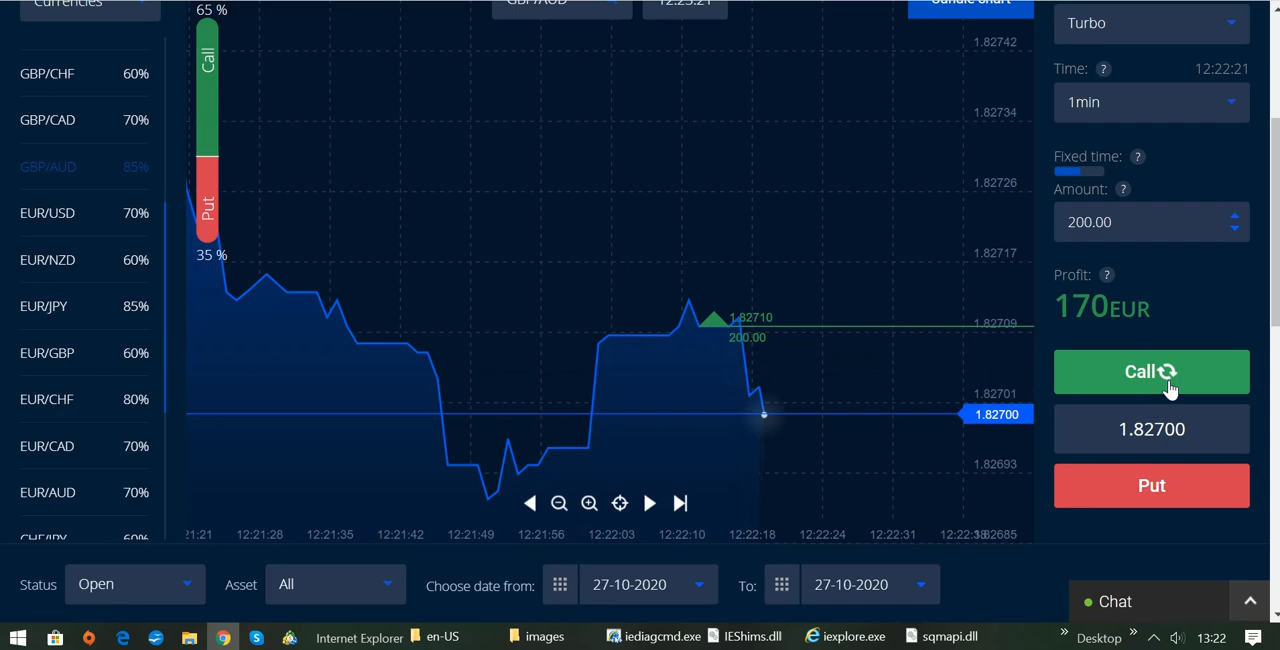 Currencies
65 %
GBP/AUD
12:23:21
Candle chart
Turbo
Call
Put
35 %
GBP/CHF 60%
GBP/CAD 70%
GBP/AUD 85%
EUR/USD 70%
EUR/NZD 60%
EUR/JPY 85%
EUR/GBP 60%
EUR/CHF 80%
EUR/CAD 70%
EUR/AUD 70%
CHF/JPY 60%
1.82742
1.82734
1.82726
1.82717
1.82709
1.82701
1.82700
1.82693
1.82685
1.82710
200.00
12:21:28 12:21:35 12:21:42 12:21:49 12:21:56 12:22:03 12:22:10 12:22:18 12:22:24 12:22:31
Time: ? 12:22:21
1min
Fixed time: ?
Amount: ?
200.00
Profit: ?
170EUR
Call
1.82700
Put
Status Open Asset All Choose date from: 27-10-2020 To: 27-10-2020
Chat
Internet Explorer » en-US images iediagcmd.exe IEShims.dll iexplore.exe sqmapi.dll » Desktop » 13:22